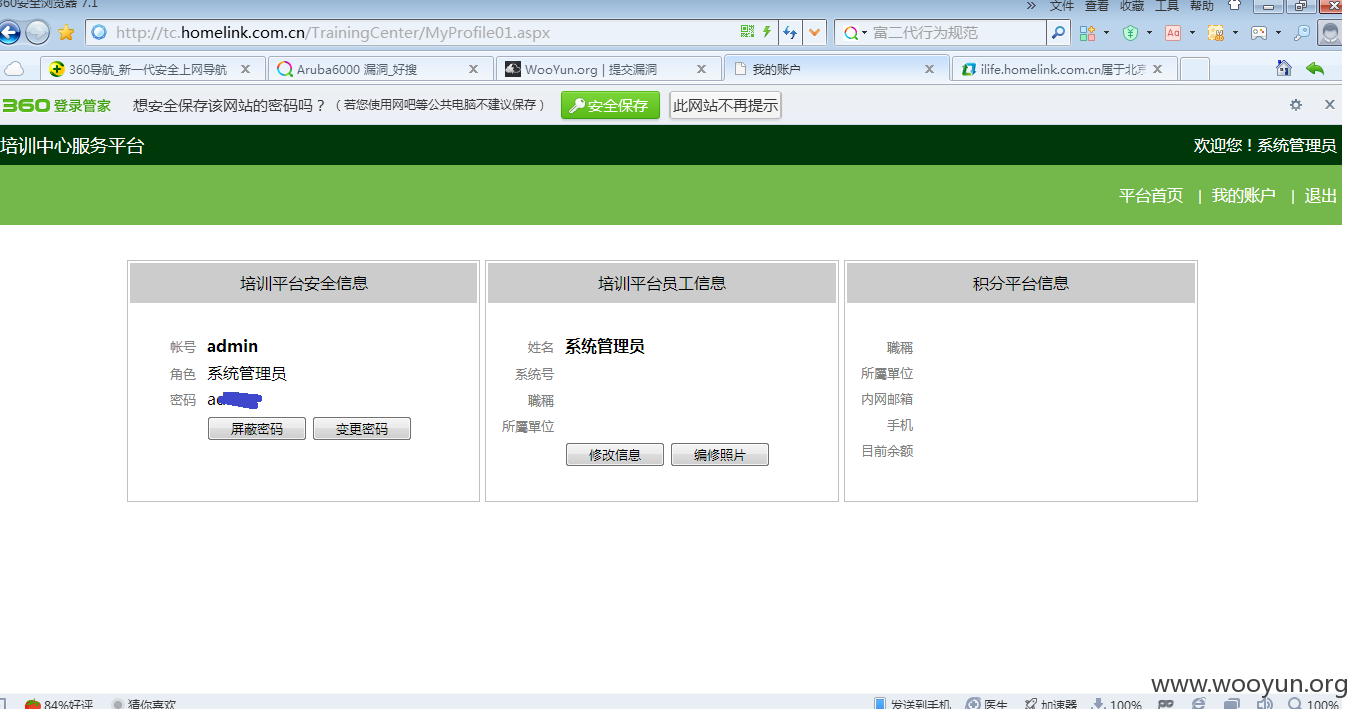 360安全浏览器 7.1
» 文件 查看 收藏 工具 帮助
http://tc.homelink.com.cn/TrainingCenter/MyProfile01.aspx
富二代行为规范
360导航_新一代安全上网导航
Aruba6000 漏洞_好搜
WooYun.org | 提交漏洞
我的账户
ilife.homelink.com.cn属于北京
360 登录管家 想安全保存该网站的密码吗？（若您使用网吧等公共电脑不建议保存） 安全保存 此网站不再提示
培训中心服务平台
欢迎您！系统管理员
平台首页 | 我的账户 | 退出
培训平台安全信息
帐号 admin
角色 系统管理员
密码 a
屏蔽密码 变更密码
培训平台员工信息
姓名 系统管理员
系统号
職稱
所屬單位
修改信息 编修照片
积分平台信息
職稱
所屬單位
内网邮箱
手机
目前余额
www.wooyun.org
84%好评 猜你喜欢
发送到手机 医生 加速器 100% 100%